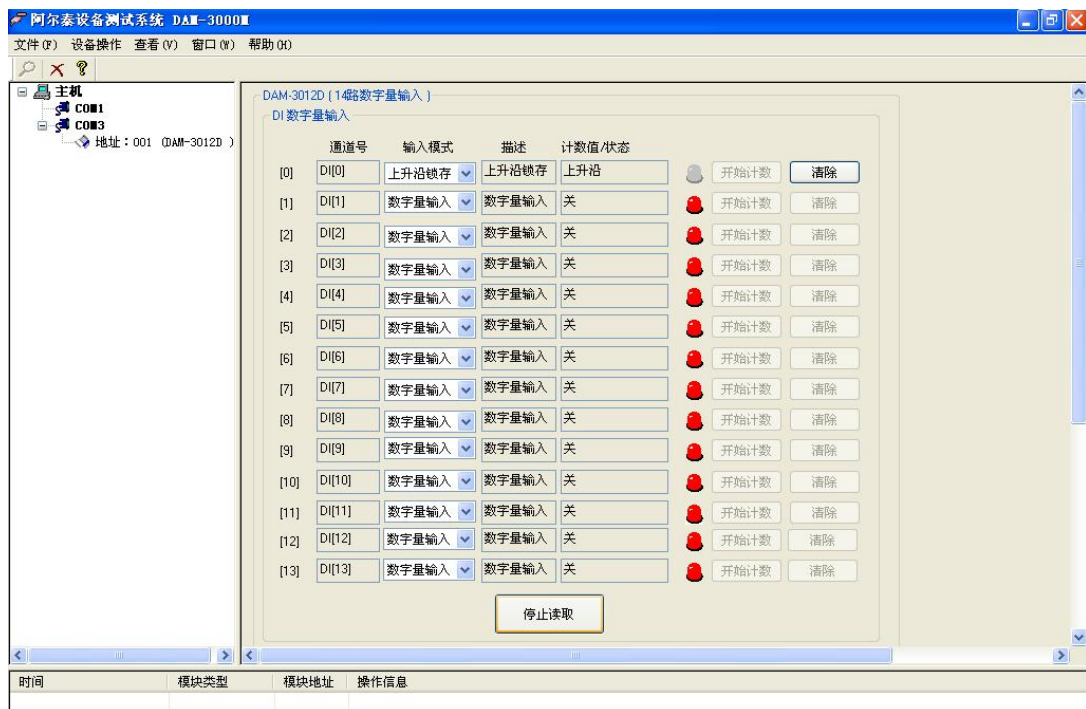 阿尔泰设备测试系统 DAM-3000M
文件(F) 设备操作 查看(V) 窗口(W) 帮助(H)
主机
COM1
COM3
地址：001 (DAM-3012D )
DAM-3012D ( 14路数字量输入 )
DI 数字量输入
通道号 输入模式 描述 计数值/状态
[0] DI[0] 上升沿锁存 上升沿锁存 上升沿 开始计数 清除
[1] DI[1] 数字量输入 数字量输入 关 开始计数 清除
[2] DI[2] 数字量输入 数字量输入 关 开始计数 清除
[3] DI[3] 数字量输入 数字量输入 关 开始计数 清除
[4] DI[4] 数字量输入 数字量输入 关 开始计数 清除
[5] DI[5] 数字量输入 数字量输入 关 开始计数 清除
[6] DI[6] 数字量输入 数字量输入 关 开始计数 清除
[7] DI[7] 数字量输入 数字量输入 关 开始计数 清除
[8] DI[8] 数字量输入 数字量输入 关 开始计数 清除
[9] DI[9] 数字量输入 数字量输入 关 开始计数 清除
[10] DI[10] 数字量输入 数字量输入 关 开始计数 清除
[11] DI[11] 数字量输入 数字量输入 关 开始计数 清除
[12] DI[12] 数字量输入 数字量输入 关 开始计数 清除
[13] DI[13] 数字量输入 数字量输入 关 开始计数 清除
停止读取
时间 模块类型 模块地址 操作信息